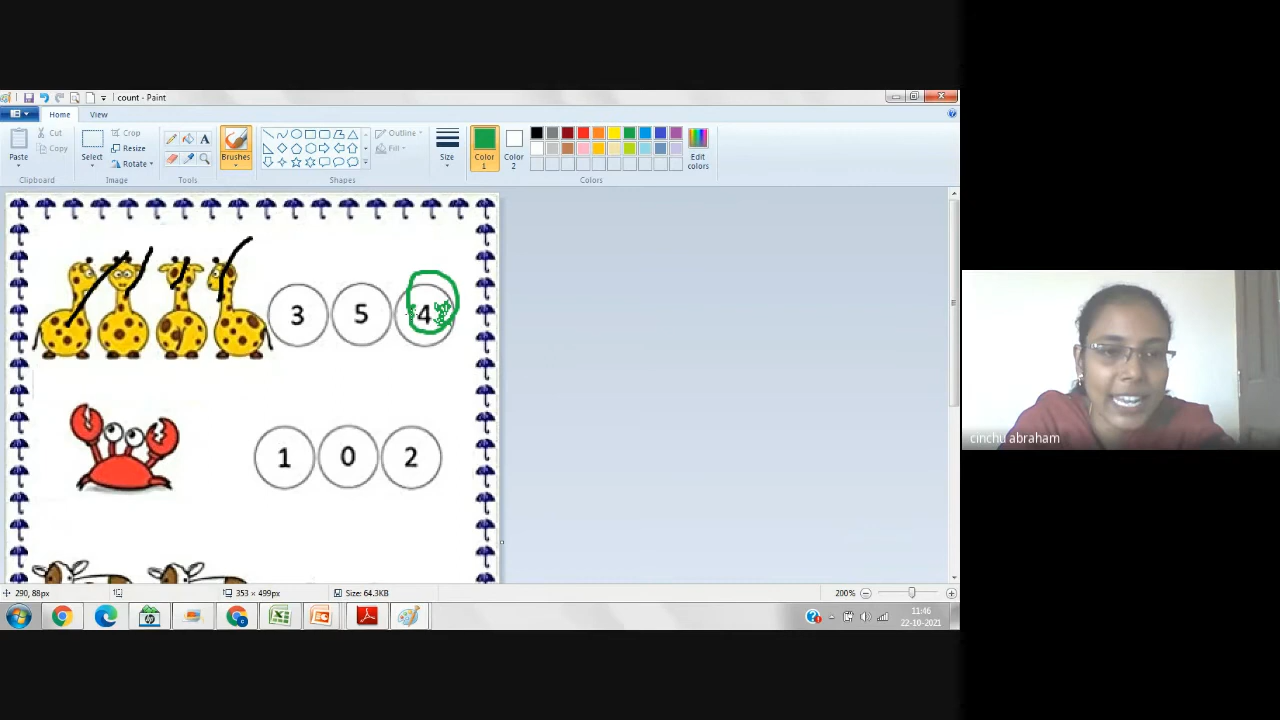 count - Paint
Home
View
Paste
Cut
Copy
Clipboard
Select
Crop
Resize
Rotate
Image
A
Tools
Brushes
Outline
Fill
Shapes
Size
Color
1
Color
2
Edit
colors
Colors
3 5 4
1 0 2
cinchu abraham
290, 88px
353 × 499px
Size: 64.3KB
200%
11:46
22-10-2021